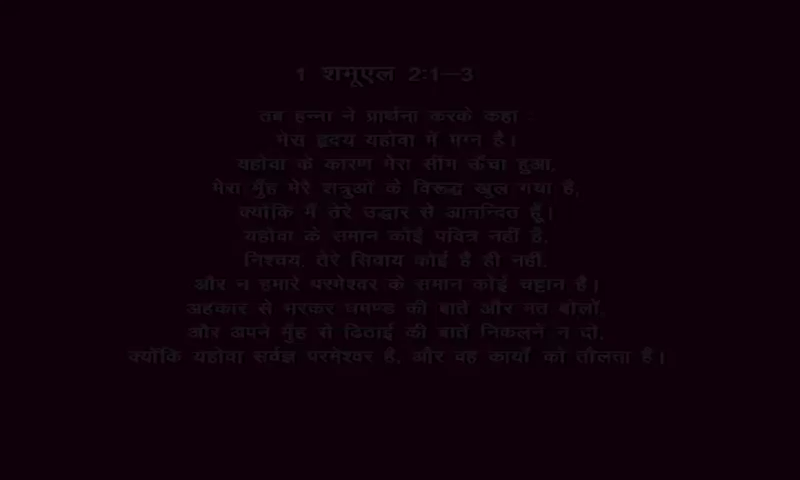 1 शमूएल 2:1—3
तब हन्ना ने प्रार्थना करके कहा :
मेरा हृदय यहोवा में मग्न है।
यहोवा के कारण मेरा सींग ऊँचा हुआ,
मेरा मुँह मेरे शत्रुओं के विरूद्ध खुल गया है,
क्योंकि मैं तेरे उद्धार से आनन्दित हूँ।
यहोवा के समान कोई पवित्र नहीं है,
निश्चय, तेरे सिवाय कोई है ही नहीं,
और न हमारे परमेश्वर के समान कोई चट्टान है।
अहंकार से भरकर घमण्ड की बातें और मत बोलो,
और अपने मुँह से ढिठाई की बातें निकलने न दो,
क्योंकि यहोवा सर्वज्ञ परमेश्वर है, और वह कार्यों को तौलता है।